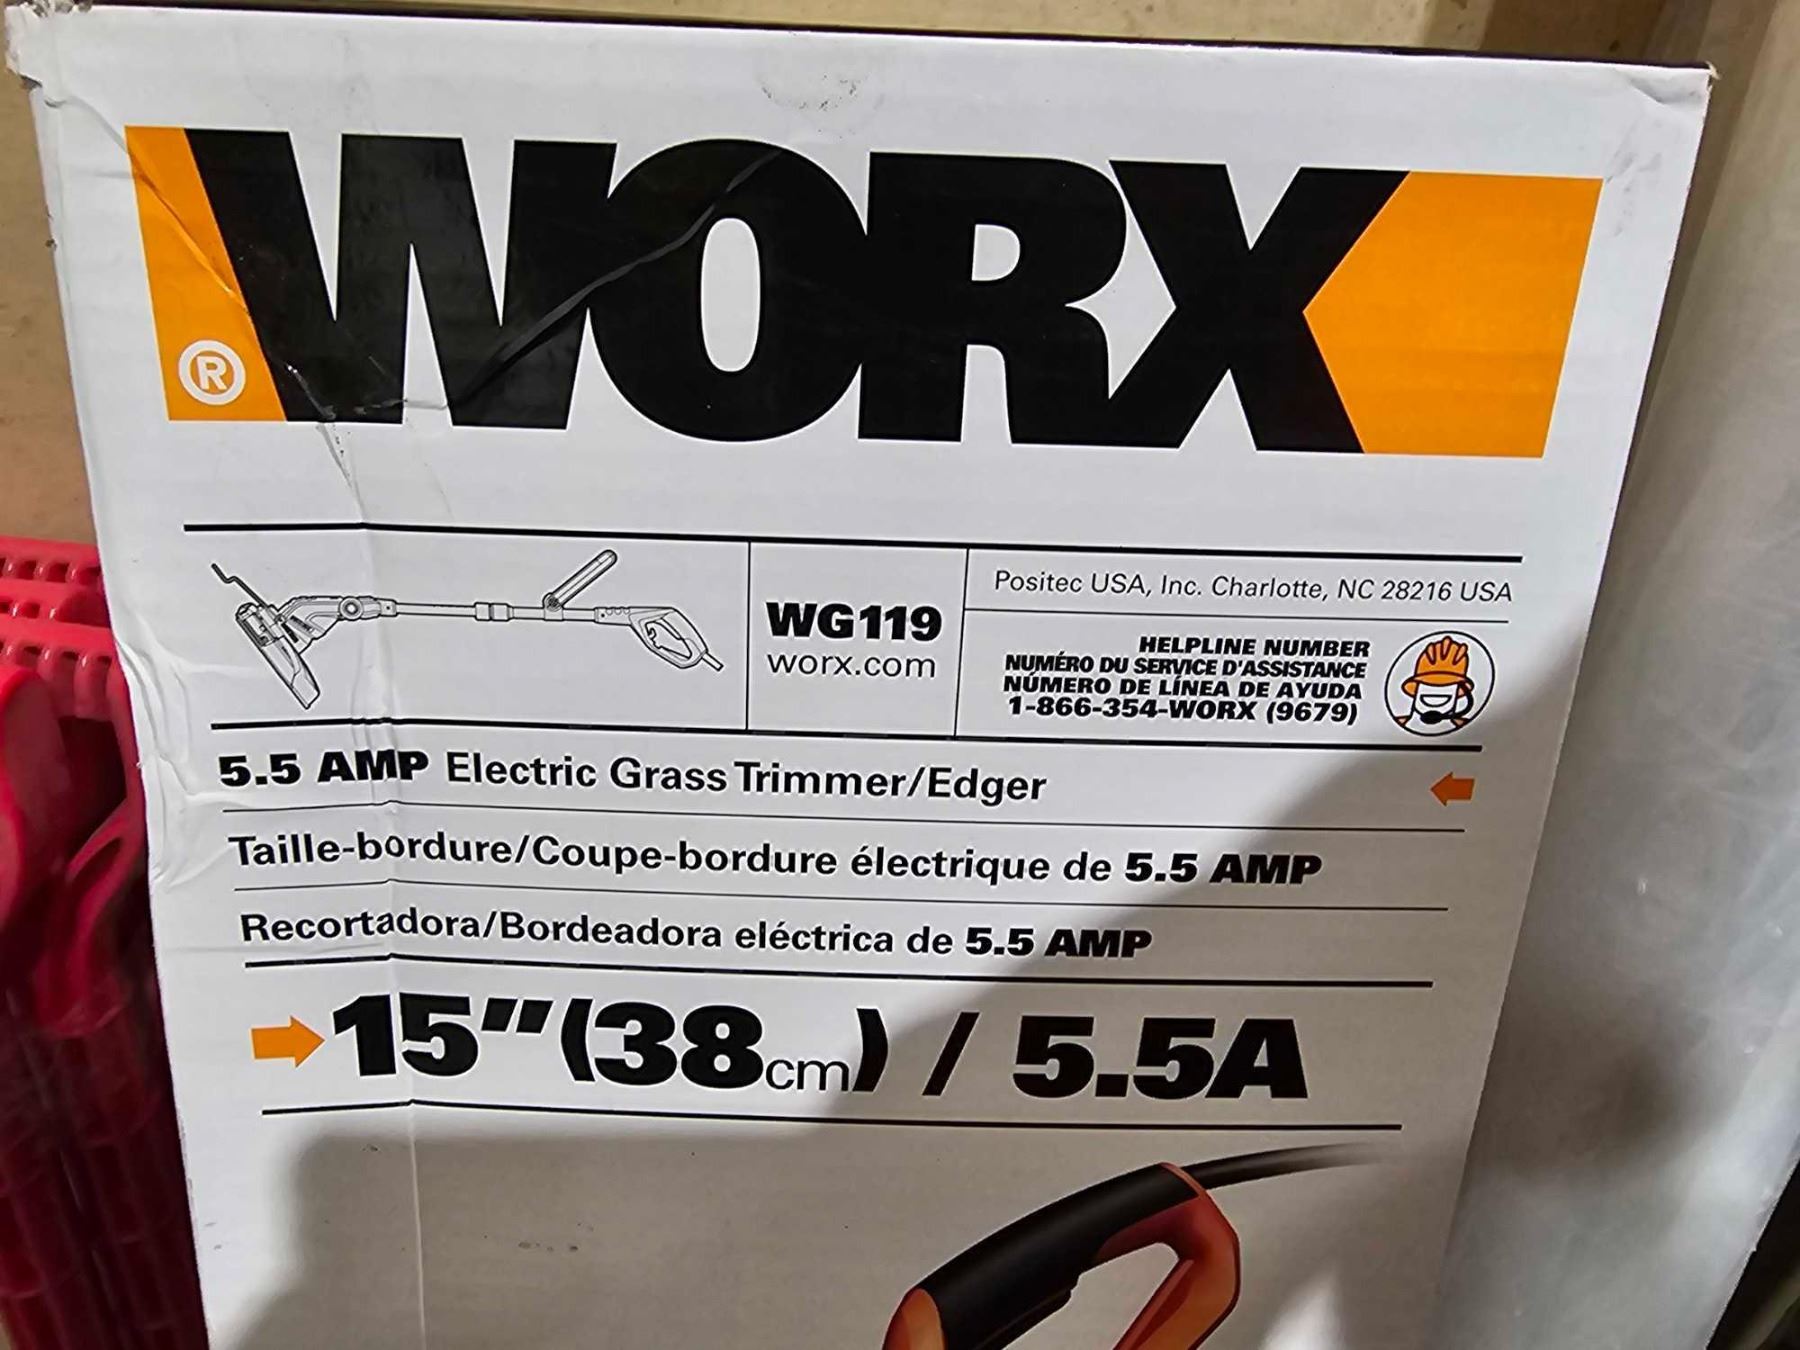 WORX
®
WG119
worx.com
Positec USA, Inc. Charlotte, NC 28216 USA
HELPLINE NUMBER
NUMÉRO DU SERVICE D'ASSISTANCE
NÚMERO DE LÍNEA DE AYUDA
1-866-354-WORX (9679)
5.5 AMP Electric Grass Trimmer/Edger
Taille-bordure/Coupe-bordure électrique de 5.5 AMP
Recortadora/Bordeadora eléctrica de 5.5 AMP
15"(38cm) / 5.5A